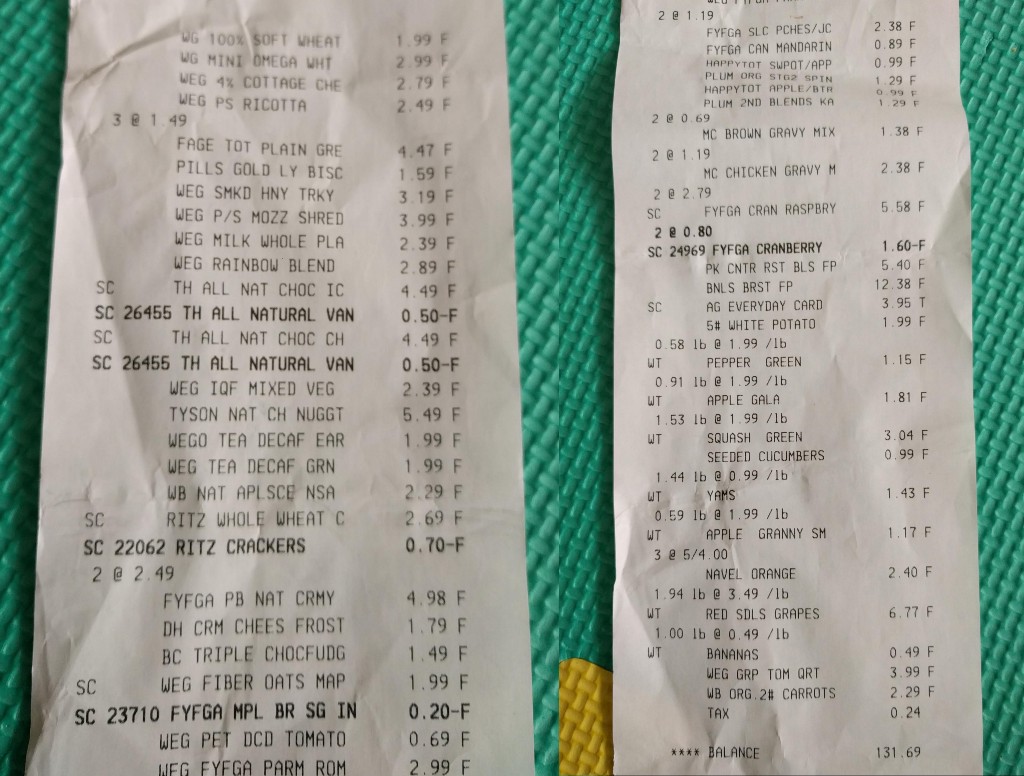 WG 100% SOFT WHEAT 1.99 F
WG MINI OMEGA WHT 2.99 F
WEG 4% COTTAGE CHE 2.79 F
WEG PS RICOTTA 2.49 F
3 @ 1.49
FAGE TOT PLAIN GRE 4.47 F
PILLS GOLD LY BISC 1.59 F
WEG SMKD HNY TRKY 3.19 F
WEG P/S MOZZ SHRED 3.99 F
WEG MILK WHOLE PLA 2.39 F
WEG RAINBOW BLEND 2.89 F
SC TH ALL NAT CHOC IC 4.49 F
SC 26455 TH ALL NATURAL VAN 0.50-F
SC TH ALL NAT CHOC CH 4.49 F
SC 26455 TH ALL NATURAL VAN 0.50-F
WEG IQF MIXED VEG 2.39 F
TYSON NAT CH NUGGT 5.49 F
WEGO TEA DECAF EAR 1.99 F
WEG TEA DECAF GRN 1.99 F
WB NAT APLSCE NSA 2.29 F
SC RITZ WHOLE WHEAT C 2.69 F
SC 22062 RITZ CRACKERS 0.70-F
2 @ 2.49
FYFGA PB NAT CRMY 4.98 F
DH CRM CHEES FROST 1.79 F
BC TRIPLE CHOCFUDG 1.49 F
SC WEG FIBER OATS MAP 1.99 F
SC 23710 FYFGA MPL BR SG IN 0.20-F
WEG PET DCD TOMATO 0.69 F
WEG FYFGA PARM ROM 2.99 F
2 @ 1.19
FYFGA SLC PCHES/JC 2.38 F
FYFGA CAN MANDARIN 0.89 F
HAPPYTOT SWPOT/APP 0.99 F
PLUM ORG STG2 SPIN 1.29 F
HAPPYTOT APPLE/BTR 0.99 F
PLUM 2ND BLENDS KA 1.29 F
2 @ 0.69
MC BROWN GRAVY MIX 1.38 F
2 @ 1.19
MC CHICKEN GRAVY M 2.38 F
2 @ 2.79
SC FYFGA CRAN RASPBRY 5.58 F
2 @ 0.80
SC 24969 FYFGA CRANBERRY 1.60-F
PK CNTR RST BLS FP 5.40 F
BNLS BRST FP 12.38 F
SC AG EVERYDAY CARD 3.95 T
5# WHITE POTATO 1.99 F
0.58 lb @ 1.99 /lb
WT PEPPER GREEN 1.15 F
0.91 lb @ 1.99 /lb
WT APPLE GALA 1.81 F
1.53 lb @ 1.99 /lb
WT SQUASH GREEN 3.04 F
SEEDED CUCUMBERS 0.99 F
1.44 lb @ 0.99 /lb
WT YAMS 1.43 F
0.59 lb @ 1.99 /lb
WT APPLE GRANNY SM 1.17 F
3 @ 5/4.00
NAVEL ORANGE 2.40 F
1.94 lb @ 3.49 /lb
WT RED SDLS GRAPES 6.77 F
1.00 lb @ 0.49 /lb
WT BANANAS 0.49 F
WEG GRP TOM QRT 3.99 F
WB ORG.2# CARROTS 2.29 F
TAX 0.24
**** BALANCE 131.69